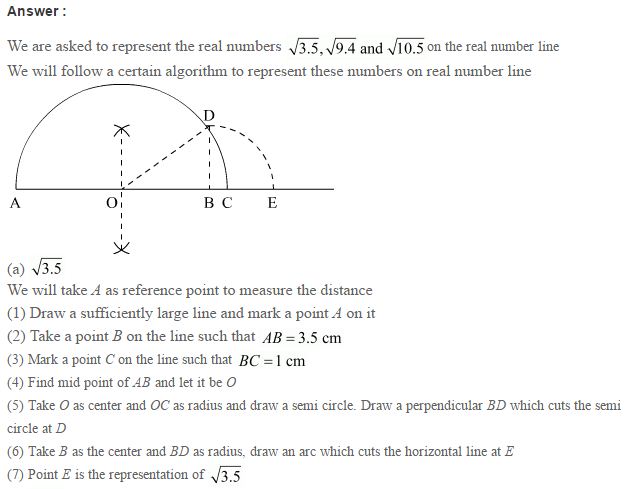 Answer :
We are asked to represent the real numbers √3.5, √9.4 and √10.5 on the real number line
We will follow a certain algorithm to represent these numbers on real number line
D
A O B C E
(a) √3.5
We will take A as reference point to measure the distance
(1) Draw a sufficiently large line and mark a point A on it
(2) Take a point B on the line such that AB = 3.5 cm
(3) Mark a point C on the line such that BC = 1 cm
(4) Find mid point of AB and let it be O
(5) Take O as center and OC as radius and draw a semi circle. Draw a perpendicular BD which cuts the semi
circle at D
(6) Take B as the center and BD as radius, draw an arc which cuts the horizontal line at E
(7) Point E is the representation of √3.5